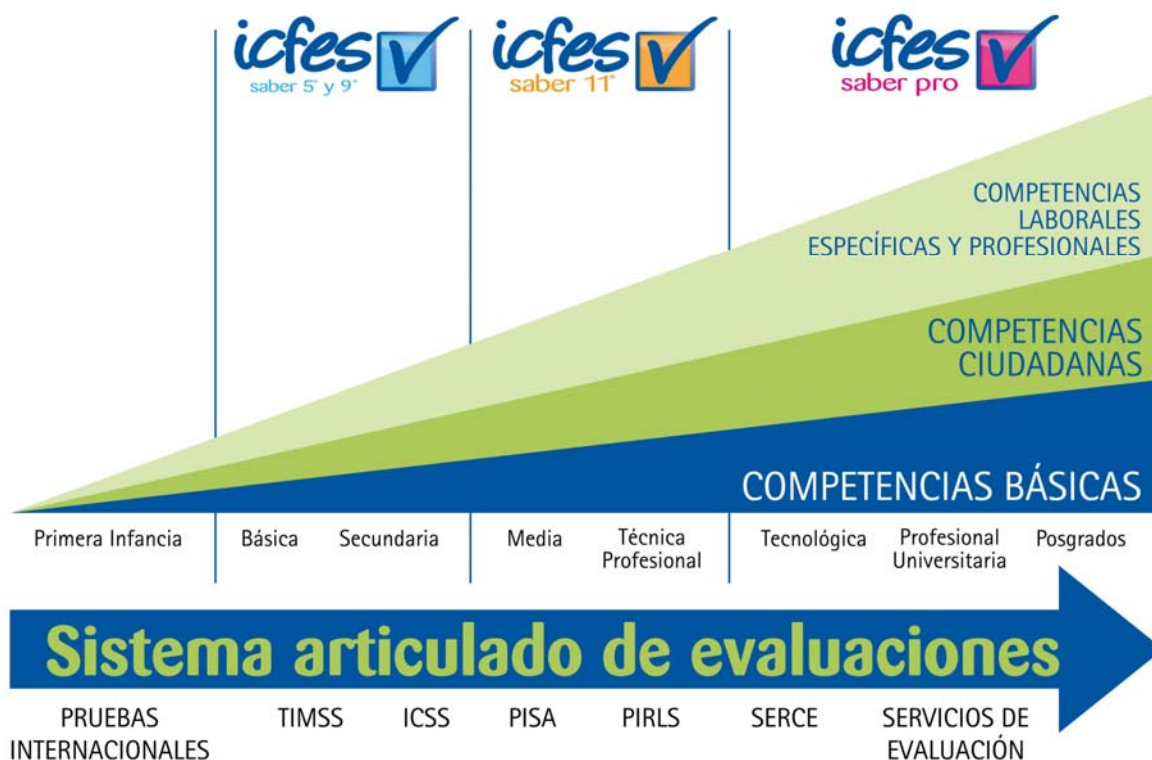 icfes
saber 5° y 9°
icfes
saber 11°
icfes
saber pro
COMPETENCIAS
LABORALES
ESPECÍFICAS Y PROFESIONALES
COMPETENCIAS
CIUDADANAS
COMPETENCIAS BÁSICAS
Primera Infancia
Básica
Secundaria
Media
Técnica
Profesional
Tecnológica
Profesional
Universitaria
Posgrados
Sistema articulado de evaluaciones
PRUEBAS
INTERNACIONALES
TIMSS
ICSS
PISA
PIRLS
SERCE
SERVICIOS DE
EVALUACIÓN